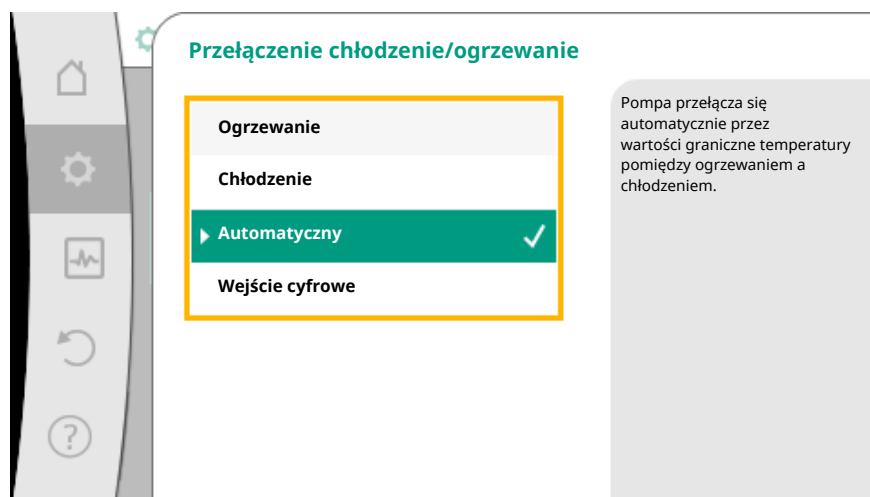 Przełączenie chłodzenie/ogrzewanie
Ogrzewanie
Chłodzenie
Automatyczny
Wejście cyfrowe
Pompa przełącza się
automatycznie przez
wartości graniczne temperatury
pomiędzy ogrzewaniem a
chłodzeniem.
?